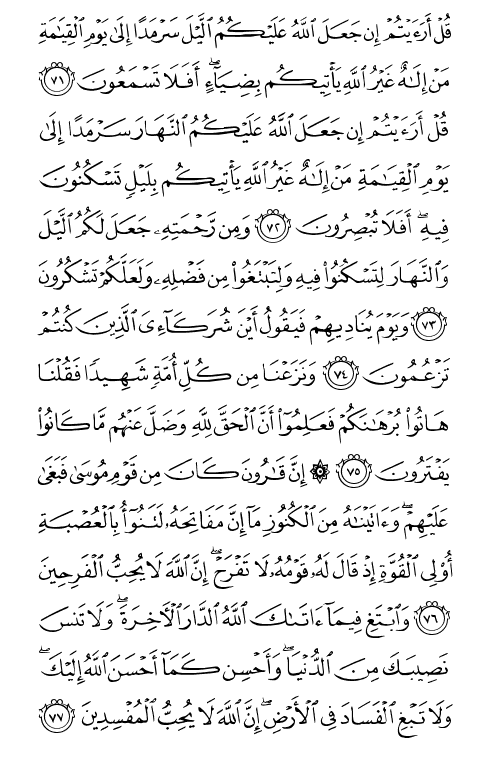 قُلۡ أَرَءَيۡتُمۡ إِن جَعَلَ ٱللَّهُ عَلَيۡكُمُ ٱلَّيۡلَ سَرۡمَدًا إِلَىٰ يَوۡمِ ٱلۡقِيَٰمَةِ
مَنۡ إِلَٰهٌ غَيۡرُ ٱللَّهِ يَأۡتِيكُم بِضِيَآءٍۚ أَفَلَا تَسۡمَعُونَ ٧١
قُلۡ أَرَءَيۡتُمۡ إِن جَعَلَ ٱللَّهُ عَلَيۡكُمُ ٱلنَّهَارَ سَرۡمَدًا إِلَىٰ
يَوۡمِ ٱلۡقِيَٰمَةِ مَنۡ إِلَٰهٌ غَيۡرُ ٱللَّهِ يَأۡتِيكُم بِلَيۡلٖ تَسۡكُنُونَ
فِيهِۚ أَفَلَا تُبۡصِرُونَ ٧٢ وَمِن رَّحۡمَتِهِۦ جَعَلَ لَكُمُ ٱلَّيۡلَ
وَٱلنَّهَارَ لِتَسۡكُنُواْ فِيهِ وَلِتَبۡتَغُواْ مِن فَضۡلِهِۦ وَلَعَلَّكُمۡ تَشۡكُرُونَ
٧٣ وَيَوۡمَ يُنَادِيهِمۡ فَيَقُولُ أَيۡنَ شُرَكَآءِيَ ٱلَّذِينَ كُنتُمۡ
تَزۡعُمُونَ ٧٤ وَنَزَعۡنَا مِن كُلِّ أُمَّةٖ شَهِيدٗا فَقُلۡنَا
هَاتُواْ بُرۡهَٰنَكُمۡ فَعَلِمُوٓاْ أَنَّ ٱلۡحَقَّ لِلَّهِ وَضَلَّ عَنۡهُم مَّا كَانُواْ
يَفۡتَرُونَ ٧٥ ۞ إِنَّ قَٰرُونَ كَانَ مِن قَوۡمِ مُوسَىٰ فَبَغَىٰ
عَلَيۡهِمۡۖ وَءَاتَيۡنَٰهُ مِنَ ٱلۡكُنُوزِ مَآ إِنَّ مَفَاتِحَهُۥ لَتَنُوٓأُ بِٱلۡعُصۡبَةِ
أُوْلِي ٱلۡقُوَّةِ إِذۡ قَالَ لَهُۥ قَوۡمُهُۥ لَا تَفۡرَحۡۖ إِنَّ ٱللَّهَ لَا يُحِبُّ ٱلۡفَرِحِينَ
٧٦ وَٱبۡتَغِ فِيمَآ ءَاتَىٰكَ ٱللَّهُ ٱلدَّارَ ٱلۡأٓخِرَةَۖ وَلَا تَنسَ
نَصِيبَكَ مِنَ ٱلدُّنۡيَاۖ وَأَحۡسِن كَمَآ أَحۡسَنَ ٱللَّهُ إِلَيۡكَۖ
وَلَا تَبۡغِ ٱلۡفَسَادَ فِي ٱلۡأَرۡضِۖ إِنَّ ٱللَّهَ لَا يُحِبُّ ٱلۡمُفۡسِدِينَ ٧٧